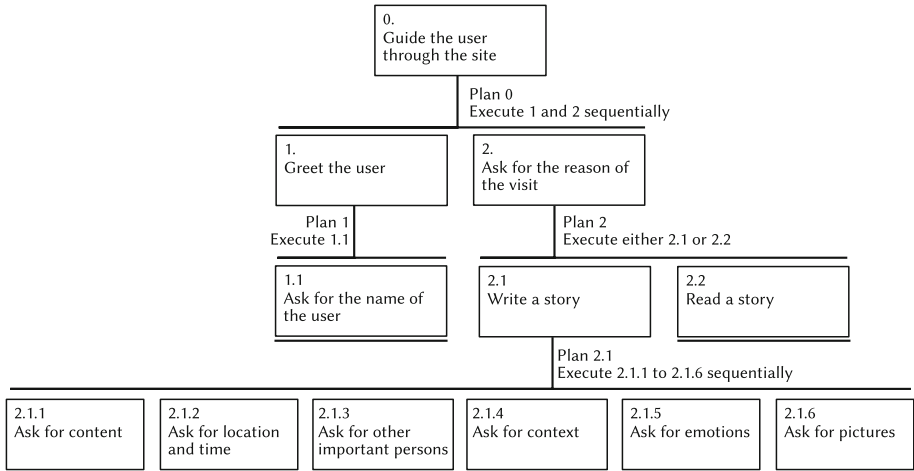 0.
Guide the user
through the site
Plan 0
Execute 1 and 2 sequentially
1.
Greet the user
2.
Ask for the reason of
the visit
Plan 1
Execute 1.1
Plan 2
Execute either 2.1 or 2.2
1.1
Ask for the name of
the user
2.1
Write a story
2.2
Read a story
Plan 2.1
Execute 2.1.1 to 2.1.6 sequentially
2.1.1
Ask for content
2.1.2
Ask for location
and time
2.1.3
Ask for other
important persons
2.1.4
Ask for context
2.1.5
Ask for emotions
2.1.6
Ask for pictures